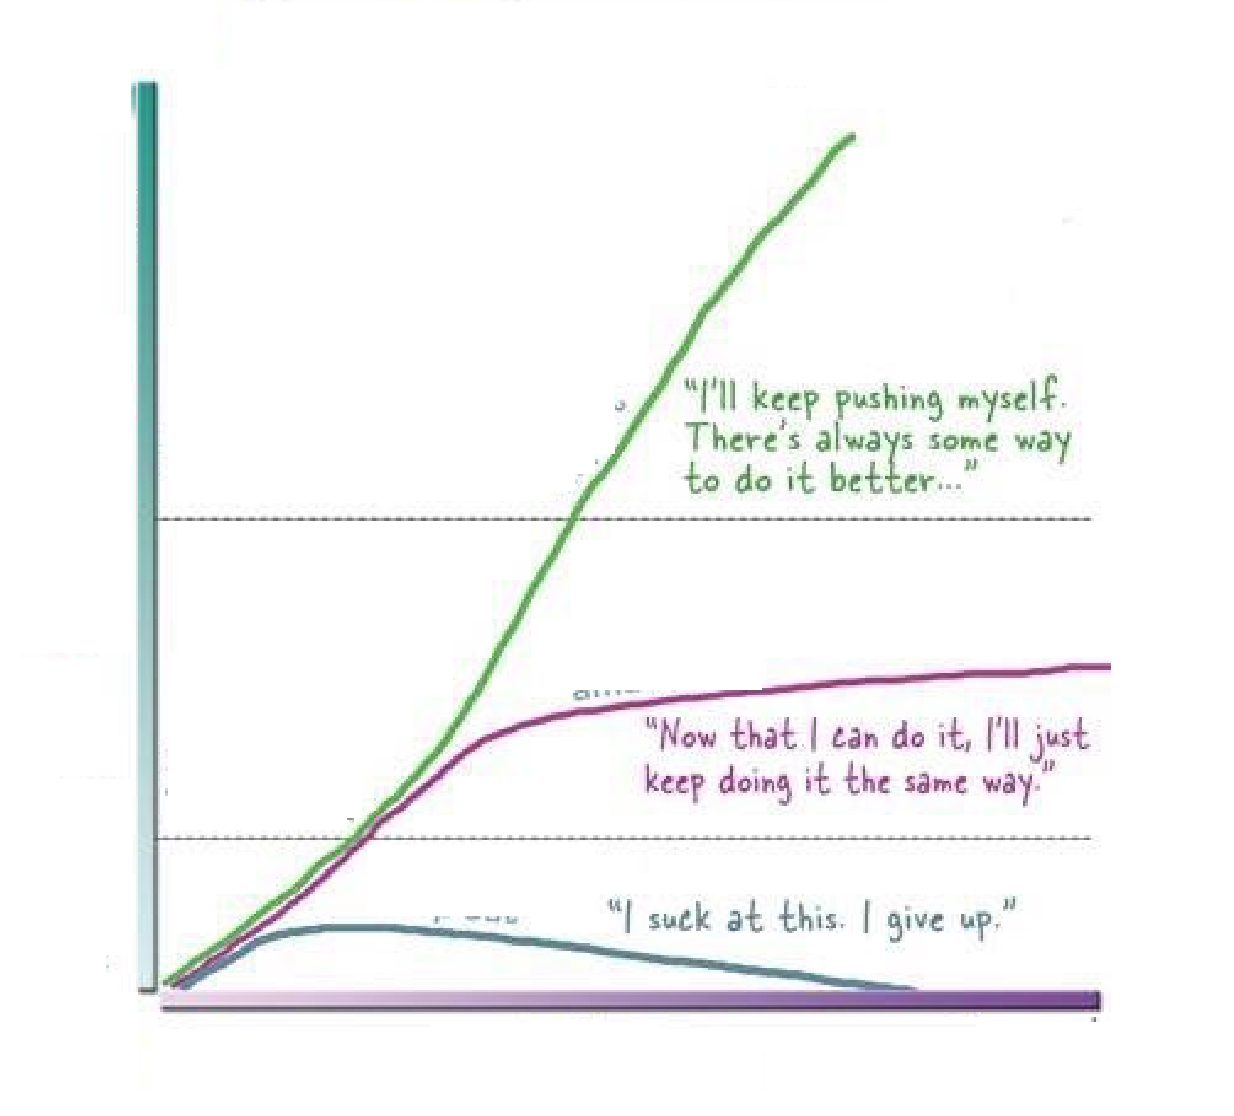 “I'll keep pushing myself.
There's always some way
to do it better...”
“Now that I can do it, I'll just
keep doing it the same way.”
“I suck at this. I give up.”